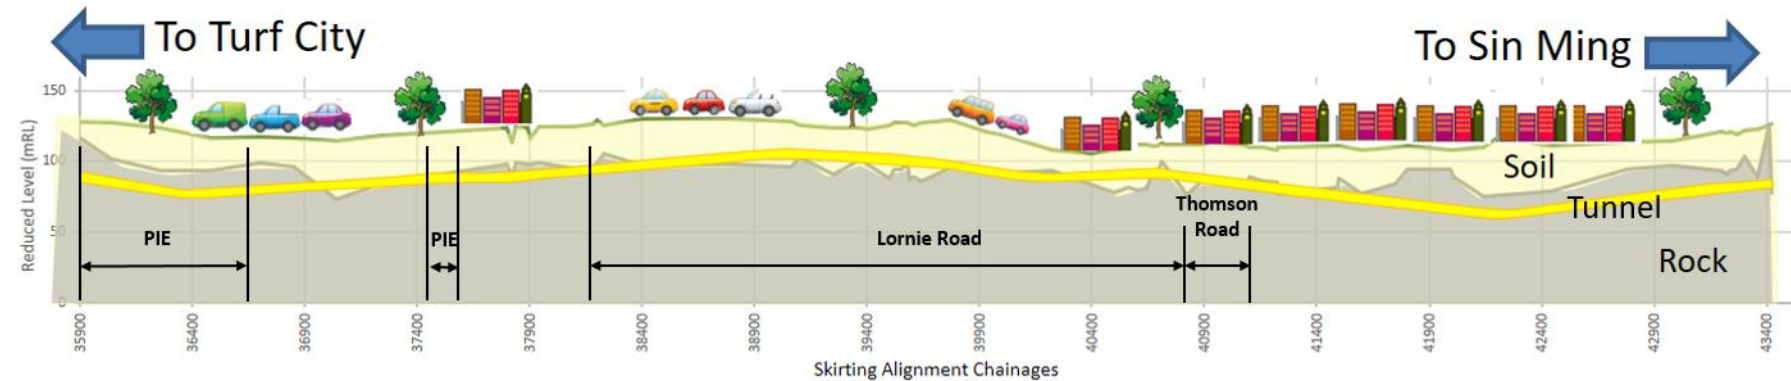 To Turf City
To Sin Ming
Reduced Level (mRL)
150
100
50
0
Soil
Tunnel
Rock
PIE
PIE
Lornie Road
Thomson
Road
35900
36400
36900
37400
37900
38400
38900
39400
39900
40400
40900
41400
41900
42400
42900
43400
Skirting Alignment Chainages